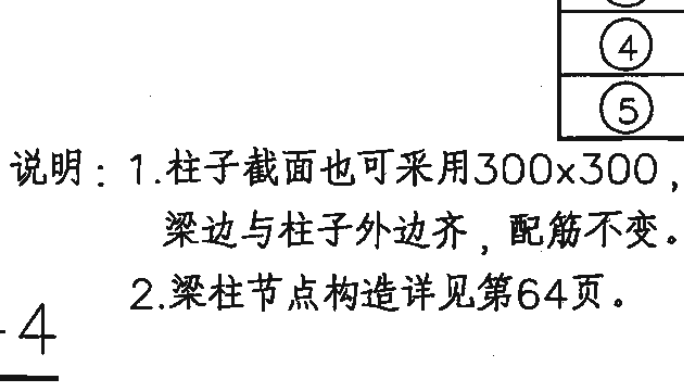 ④
⑤
说明：1.柱子截面也可采用300x300，
梁边与柱子外边齐，配筋不变。
2.梁柱节点构造详见第64页。
-4